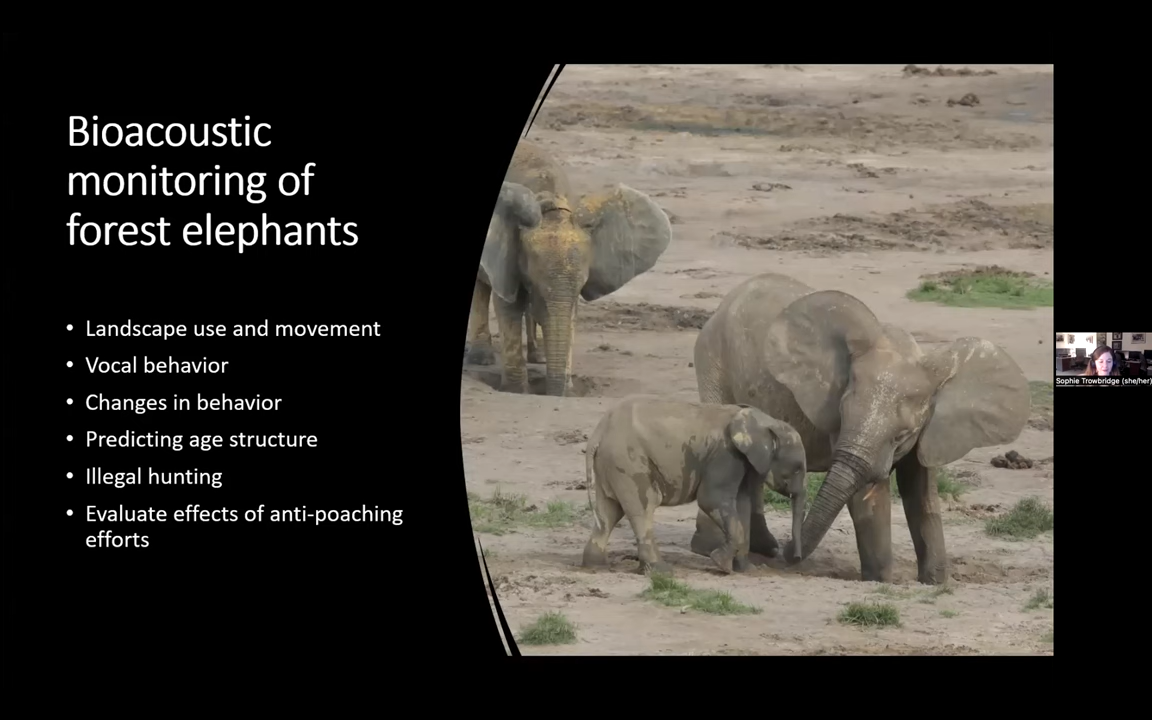 Bioacoustic
monitoring of
forest elephants
• Landscape use and movement
• Vocal behavior
• Changes in behavior
• Predicting age structure
• Illegal hunting
• Evaluate effects of anti-poaching
efforts
Sophie Trowbridge (she/her)